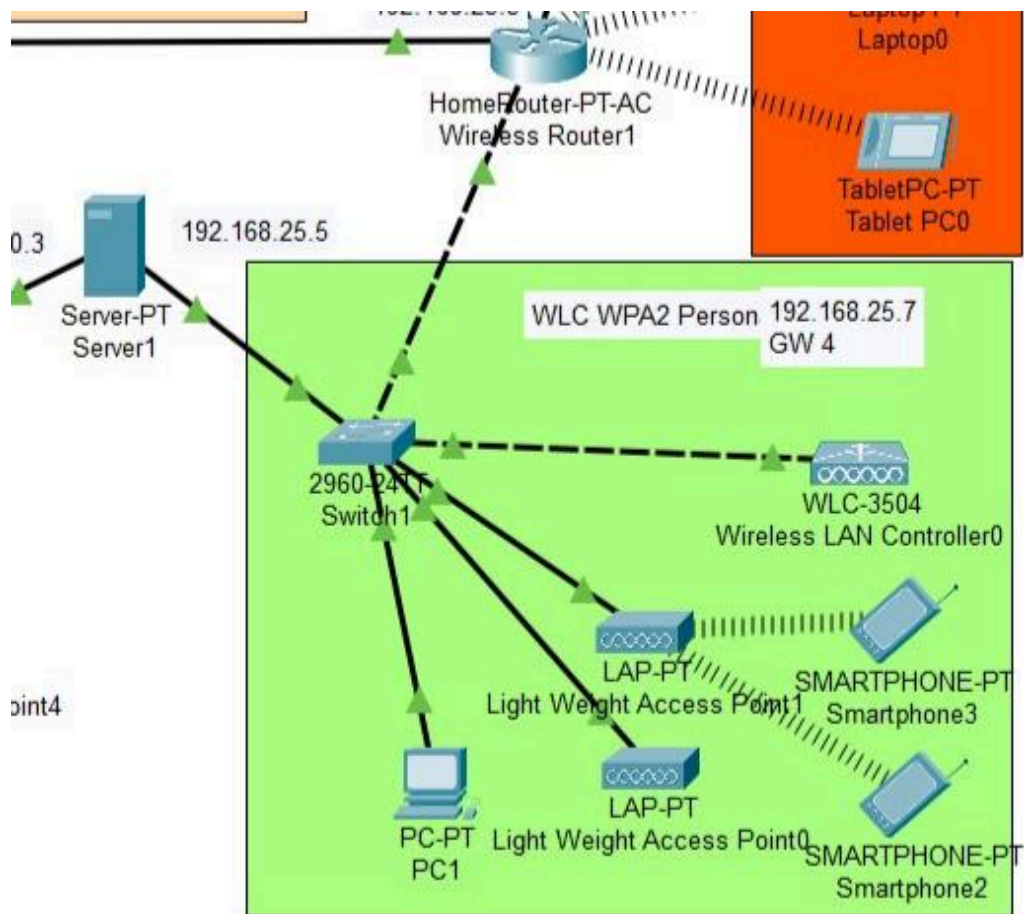 Laptop0
HomeRouter-PT-AC
Wireless Router1
TabletPC-PT
Tablet PC0
0.3
192.168.25.5
Server-PT
Server1
WLC WPA2 Person
192.168.25.7
GW 4
2960-24TT
Switch1
WLC-3504
Wireless LAN Controller0
LAP-PT
Light Weight Access Point1
SMARTPHONE-PT
Smartphone3
oint4
PC-PT
PC1
LAP-PT
Light Weight Access Point0
SMARTPHONE-PT
Smartphone2